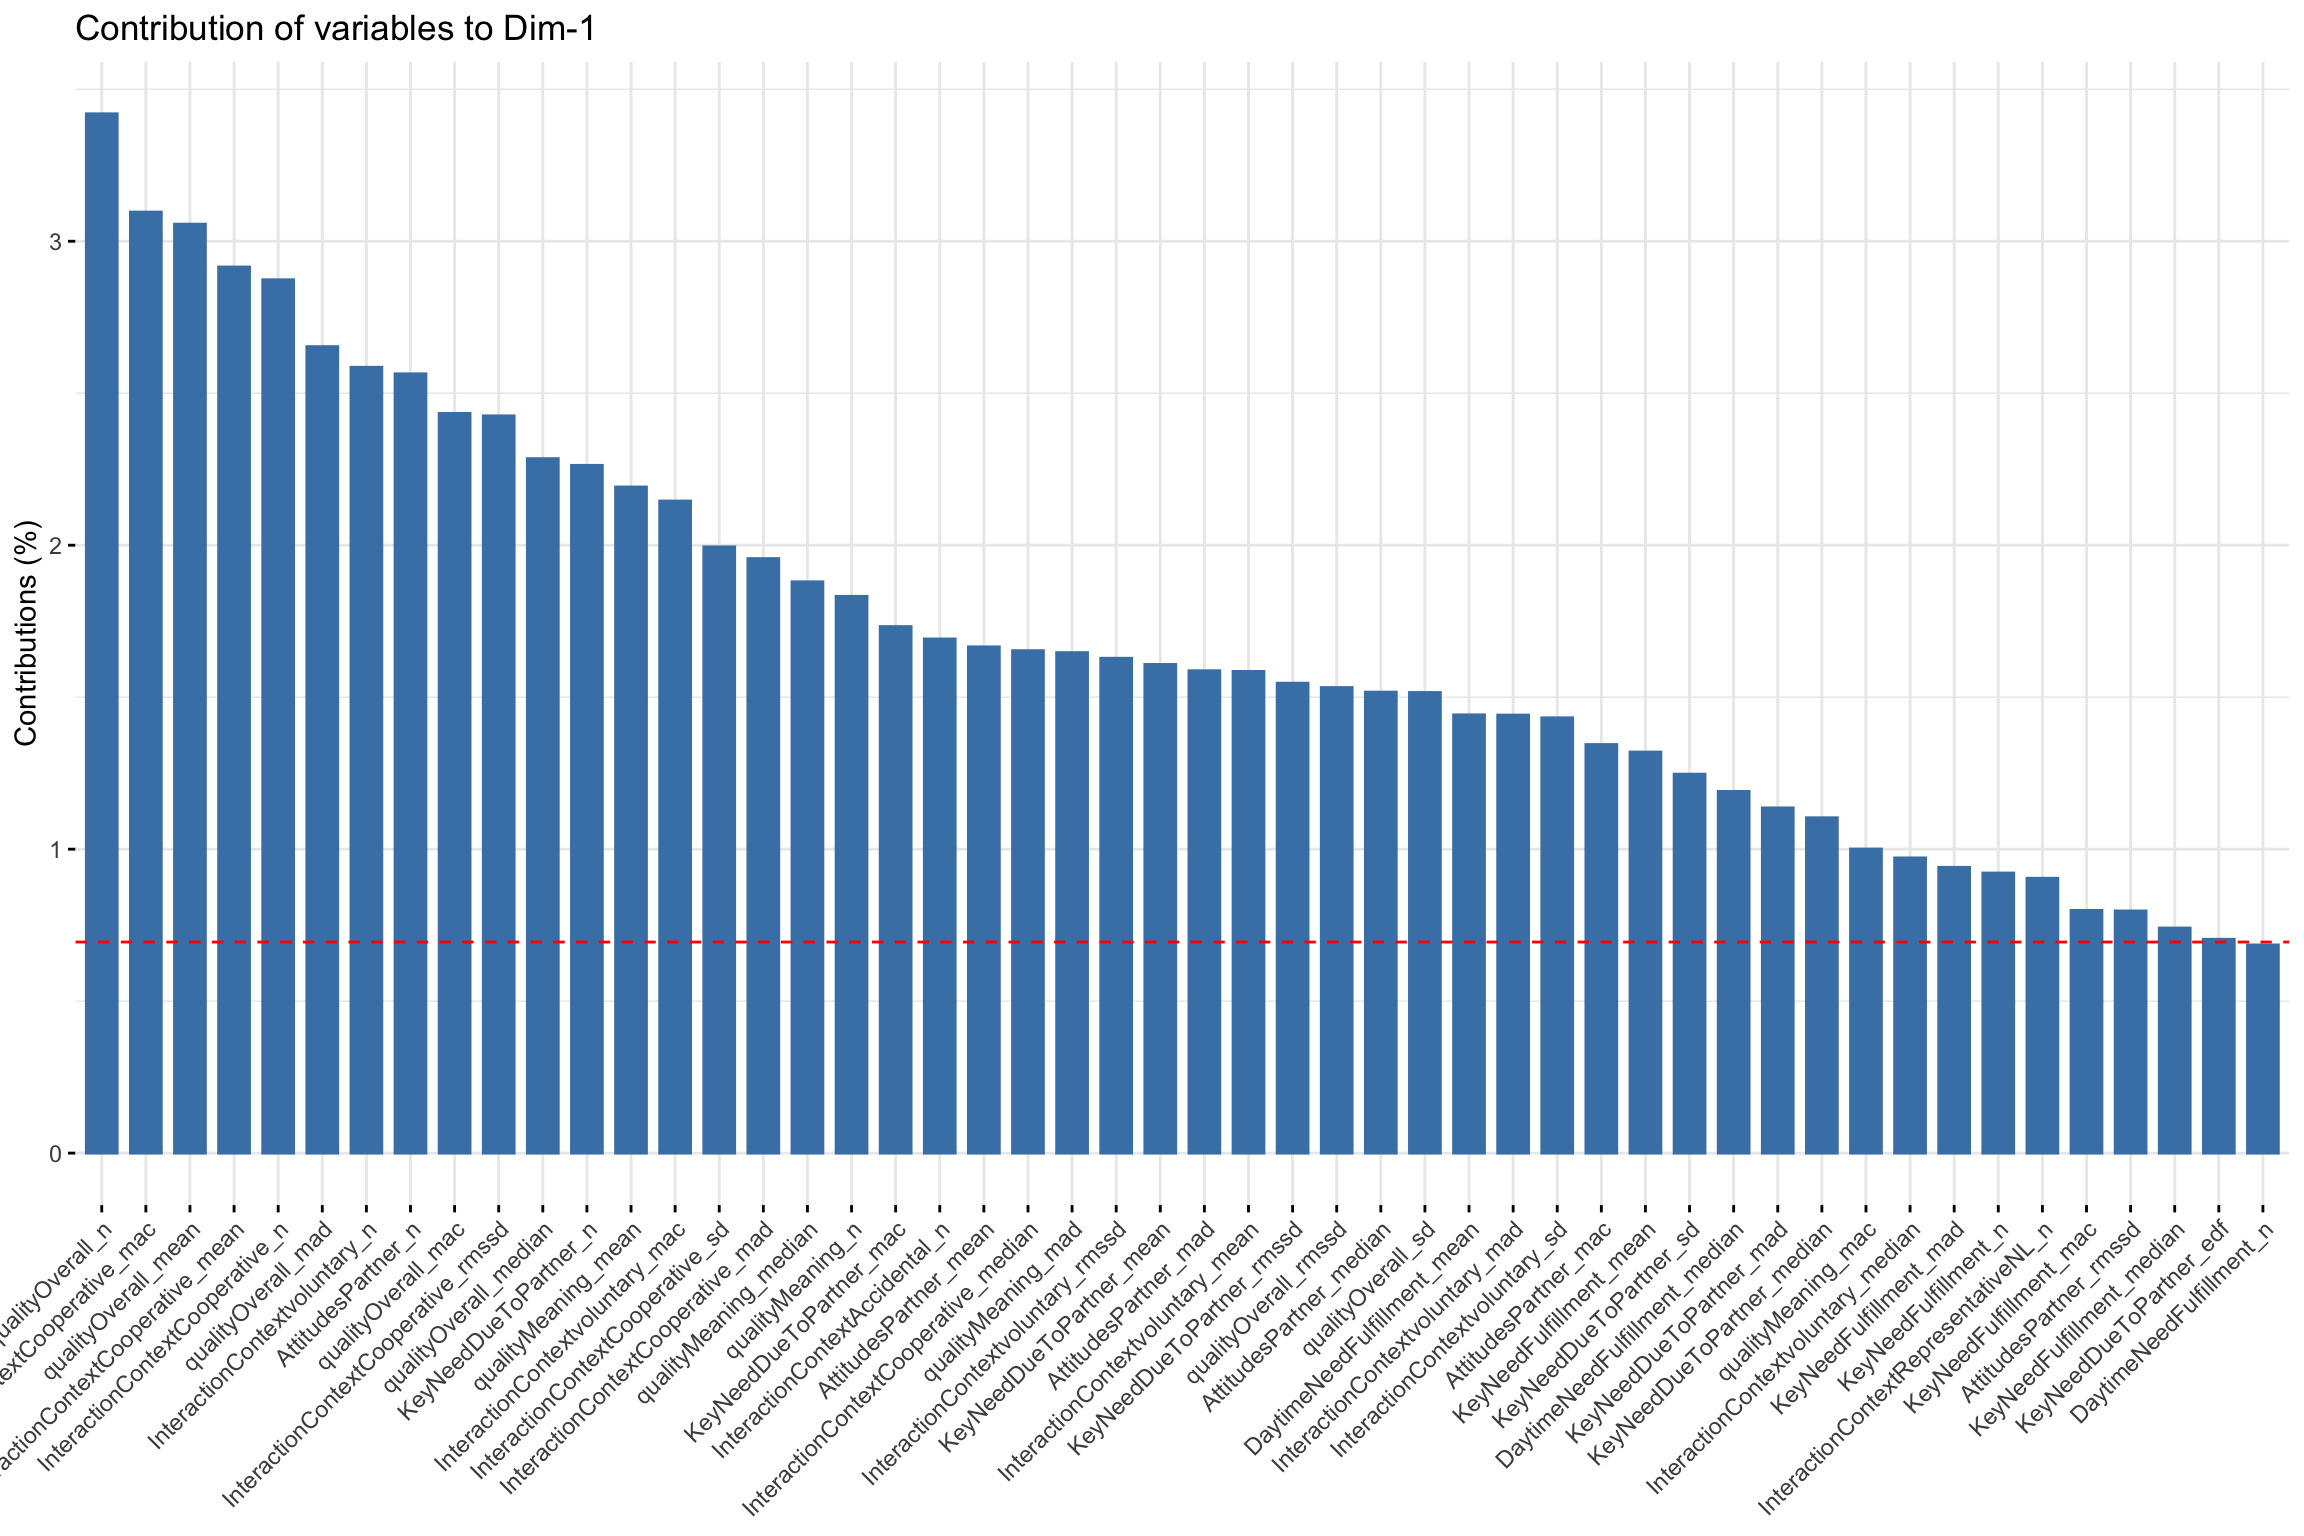 Contribution of variables to Dim-1
Contributions (%)
3
2
1
0
qualityOverall_n
extCooperative_mac
qualityOverall_mean
InteractionContextCooperative_mean
actionContextCooperative_n
qualityOverall_mad
InteractionContextvoluntary_n
AttitudesPartner_n
qualityOverall_mac
InteractionContextCooperative_rmssd
qualityOverall_median
KeyNeedDueToPartner_n
qualityMeaning_mean
InteractionContextvoluntary_mac
InteractionContextCooperative_sd
InteractionContextCooperative_mad
qualityMeaning_median
qualityMeaning_n
KeyNeedDueToPartner_mac
InteractionContextAccidental_n
AttitudesPartner_mean
InteractionContextCooperative_median
qualityMeaning_mad
InteractionContextvoluntary_rmssd
KeyNeedDueToPartner_mean
AttitudesPartner_mad
InteractionContextvoluntary_mean
KeyNeedDueToPartner_rmssd
qualityOverall_rmssd
AttitudesPartner_median
qualityOverall_sd
DaytimeNeedFulfillment_mean
InteractionContextvoluntary_mad
InteractionContextvoluntary_sd
AttitudesPartner_mac
KeyNeedFulfillment_mean
KeyNeedDueToPartner_sd
DaytimeNeedFulfillment_median
KeyNeedDueToPartner_mad
KeyNeedDueToPartner_median
qualityMeaning_mac
InteractionContextvoluntary_median
KeyNeedFulfillment_mad
KeyNeedFulfillment_n
InteractionContextRepresentativeNL_n
KeyNeedFulfillment_mac
AttitudesPartner_rmssd
KeyNeedFulfillment_median
KeyNeedDueToPartner_edf
DaytimeNeedFulfillment_n